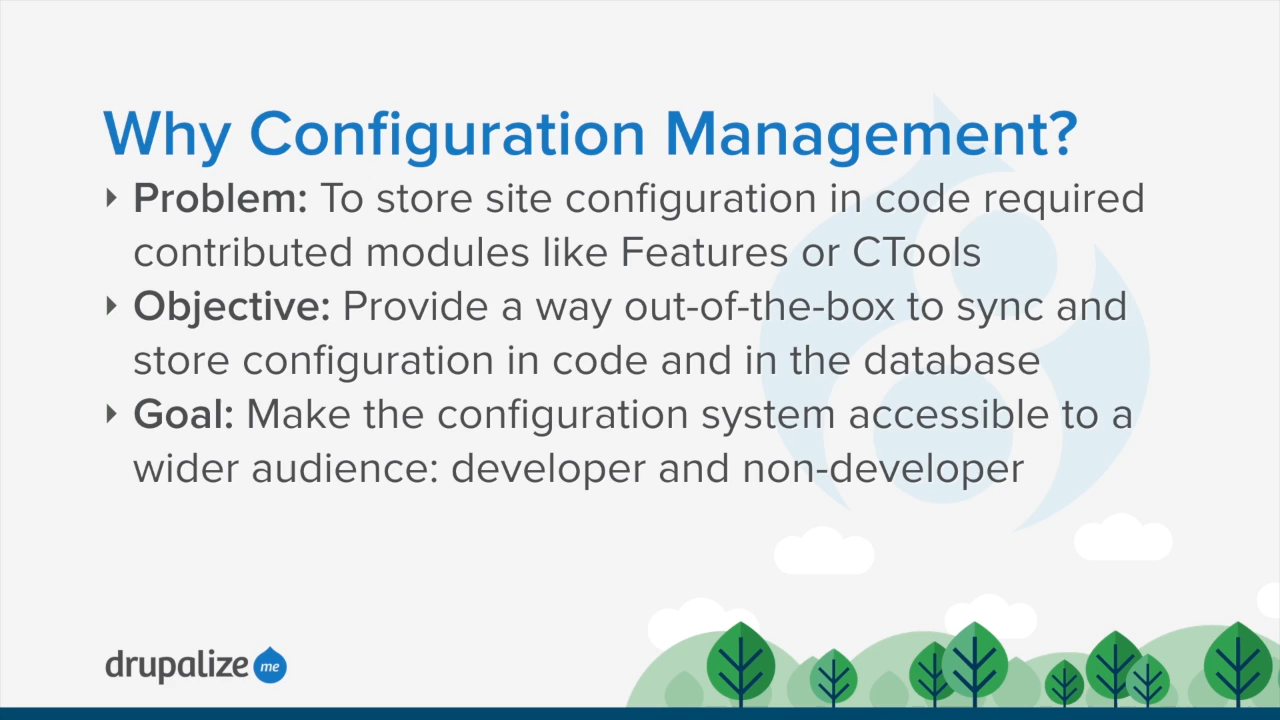 Why Configuration Management?
Problem: To store site configuration in code required
contributed modules like Features or CTools
Objective: Provide a way out-of-the-box to sync and
store configuration in code and in the database
Goal: Make the configuration system accessible to a
wider audience: developer and non-developer
drupalize me